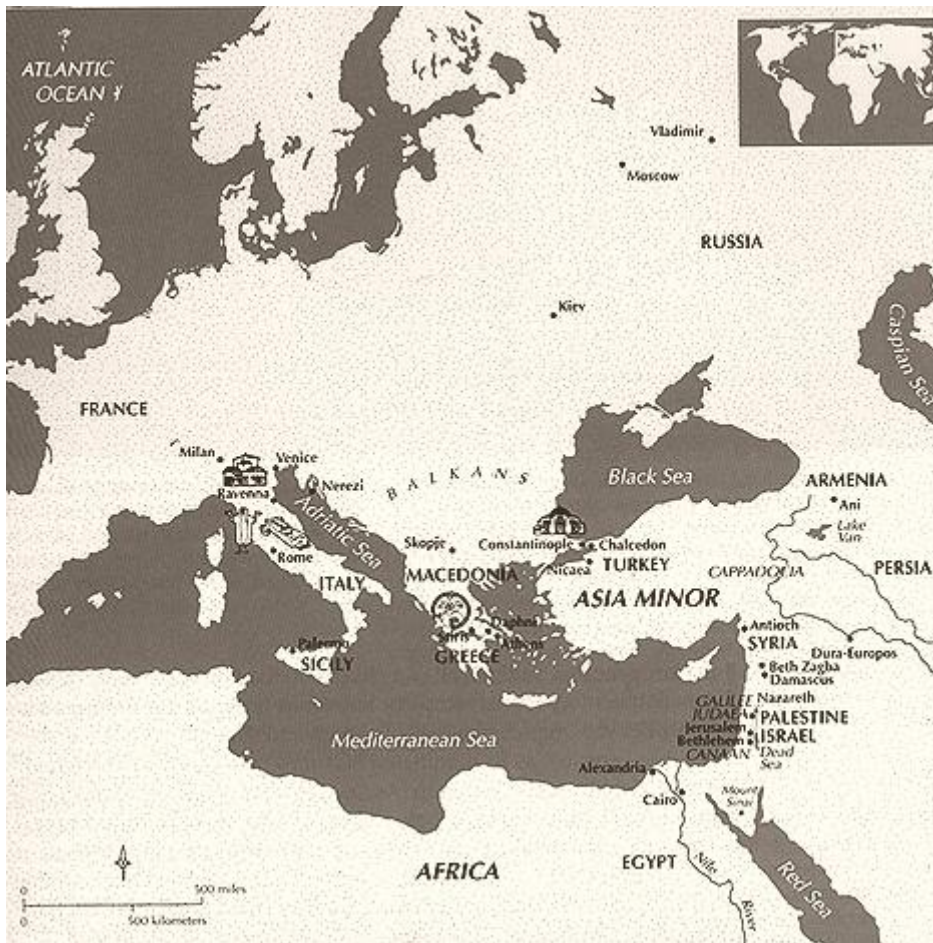 ATLANTIC
OCEAN
Vladimir
Moscow
RUSSIA
Kiev
Caspian Sea
FRANCE
Milan
Venice
Ravenna
Nerezi
Adriatic Sea
BALKANS
Black Sea
ARMENIA
Ani
Lake
Van
PERSIA
Skopje
Constantinople
Chalcedon
Nicaea
TURKEY
CAPPADOCIA
Rome
ITALY
MACEDONIA
ASIA MINOR
Stiris
Daphni
Athens
GREECE
Palermo
SICILY
Antioch
SYRIA
Dura-Europos
Beth Zagba
Damascus
GALILEE
Nazareth
JUDAEA
PALESTINE
Jerusalem
ISRAEL
Bethlehem
CANAAN
Dead
Sea
Mediterranean Sea
Alexandria
Cairo
Mount
Sinai
AFRICA
EGYPT
Nile
River
Red Sea
0
500 miles
0
500 kilometers